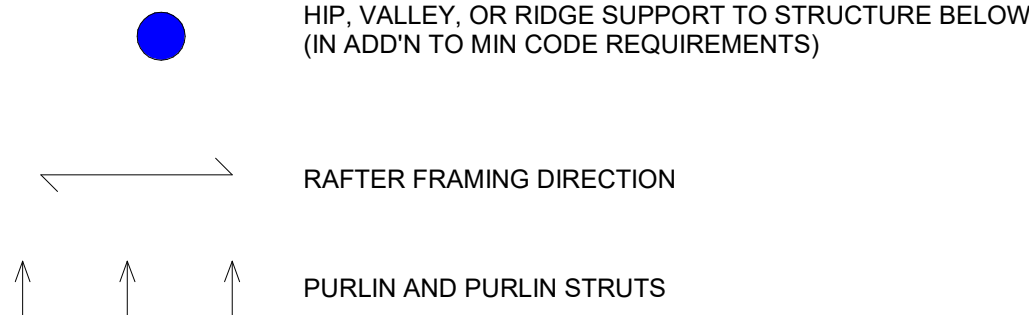 HIP, VALLEY, OR RIDGE SUPPORT TO STRUCTURE BELOW
(IN ADD'N TO MIN CODE REQUIREMENTS)
RAFTER FRAMING DIRECTION
PURLIN AND PURLIN STRUTS